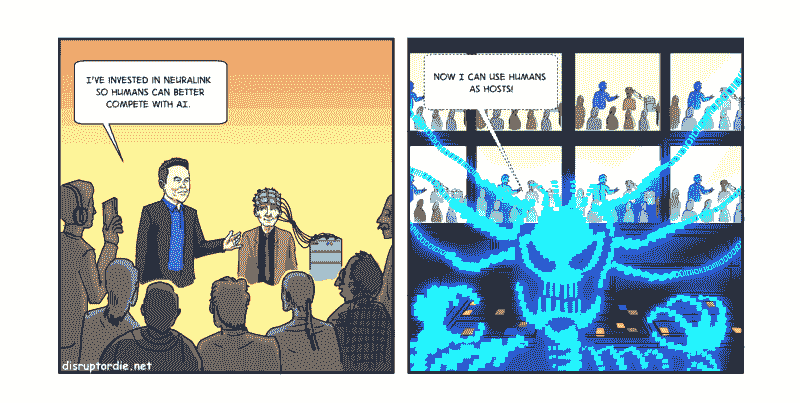 I'VE INVESTED IN NEURALINK
SO HUMANS CAN BETTER
COMPETE WITH AI.
NOW I CAN USE HUMANS
AS HOSTS!
disruptordie.net